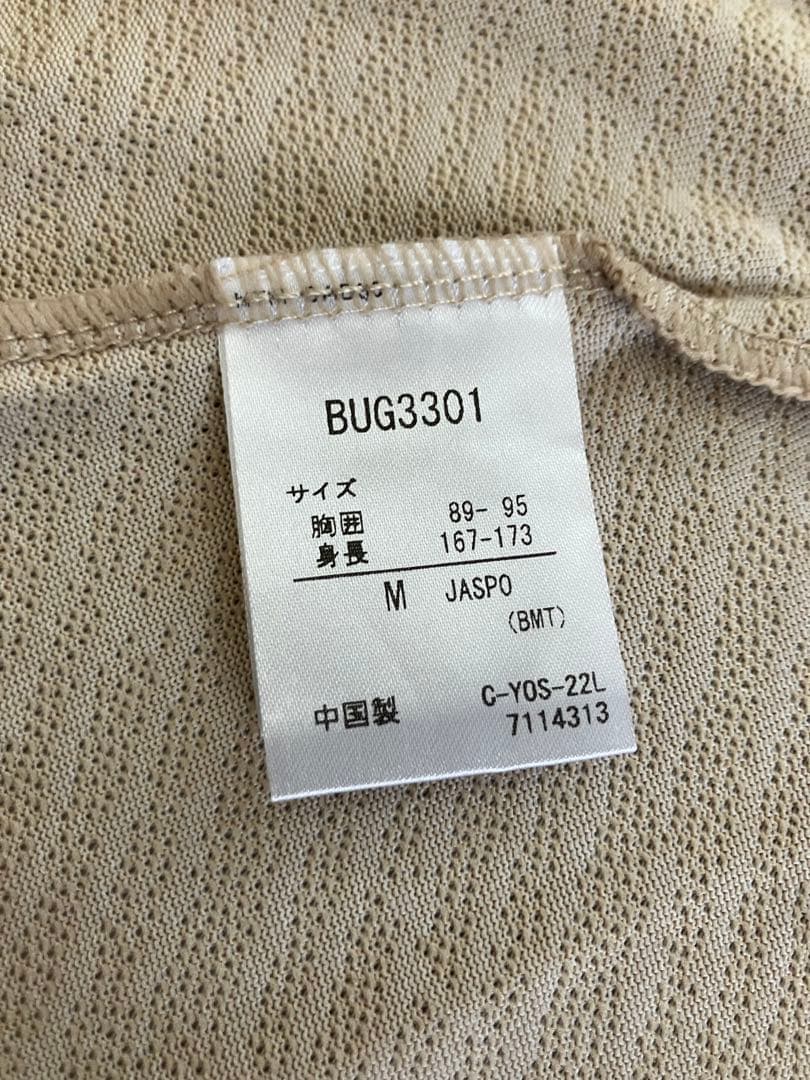 BUG3301
サイズ
胸囲 89- 95
身長 167-173
M JASPO
(BMT)
中国製 C-YOS-22L
7114313